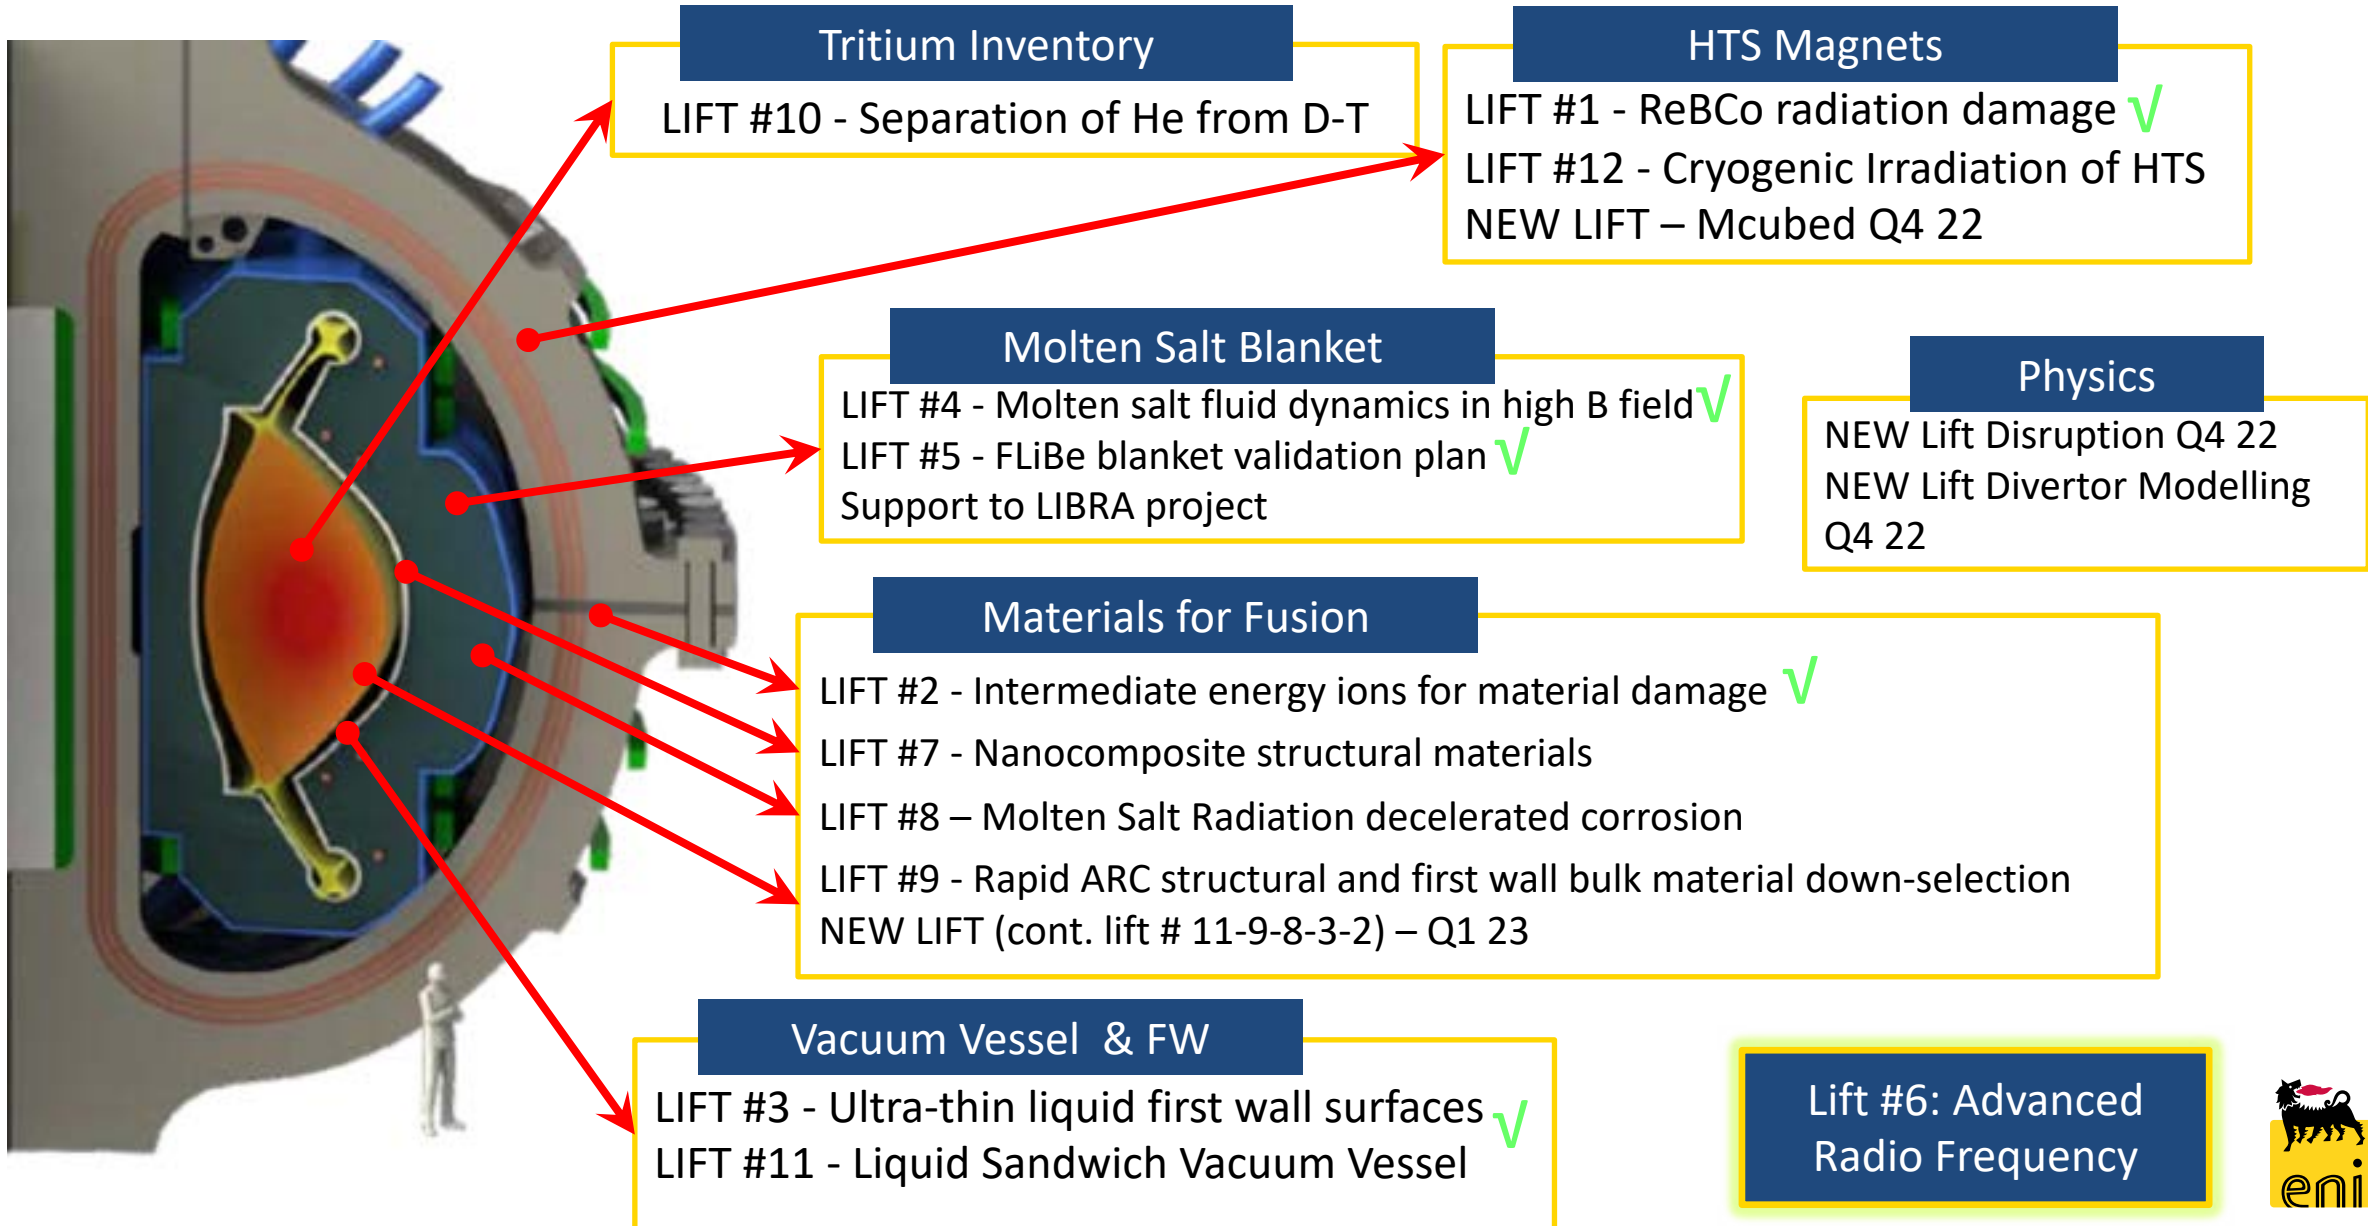 Tritium Inventory
LIFT #10 - Separation of He from D-T
HTS Magnets
LIFT #1 - ReBCo radiation damage √
LIFT #12 - Cryogenic Irradiation of HTS
NEW LIFT – Mcubed Q4 22
Molten Salt Blanket
LIFT #4 - Molten salt fluid dynamics in high B field √
LIFT #5 - FLiBe blanket validation plan √
Support to LIBRA project
Physics
NEW Lift Disruption Q4 22
NEW Lift Divertor Modelling
Q4 22
Materials for Fusion
LIFT #2 - Intermediate energy ions for material damage √
LIFT #7 - Nanocomposite structural materials
LIFT #8 – Molten Salt Radiation decelerated corrosion
LIFT #9 - Rapid ARC structural and first wall bulk material down-selection
NEW LIFT (cont. lift # 11-9-8-3-2) – Q1 23
Vacuum Vessel & FW
LIFT #3 - Ultra-thin liquid first wall surfaces √
LIFT #11 - Liquid Sandwich Vacuum Vessel
Lift #6: Advanced
Radio Frequency
eni